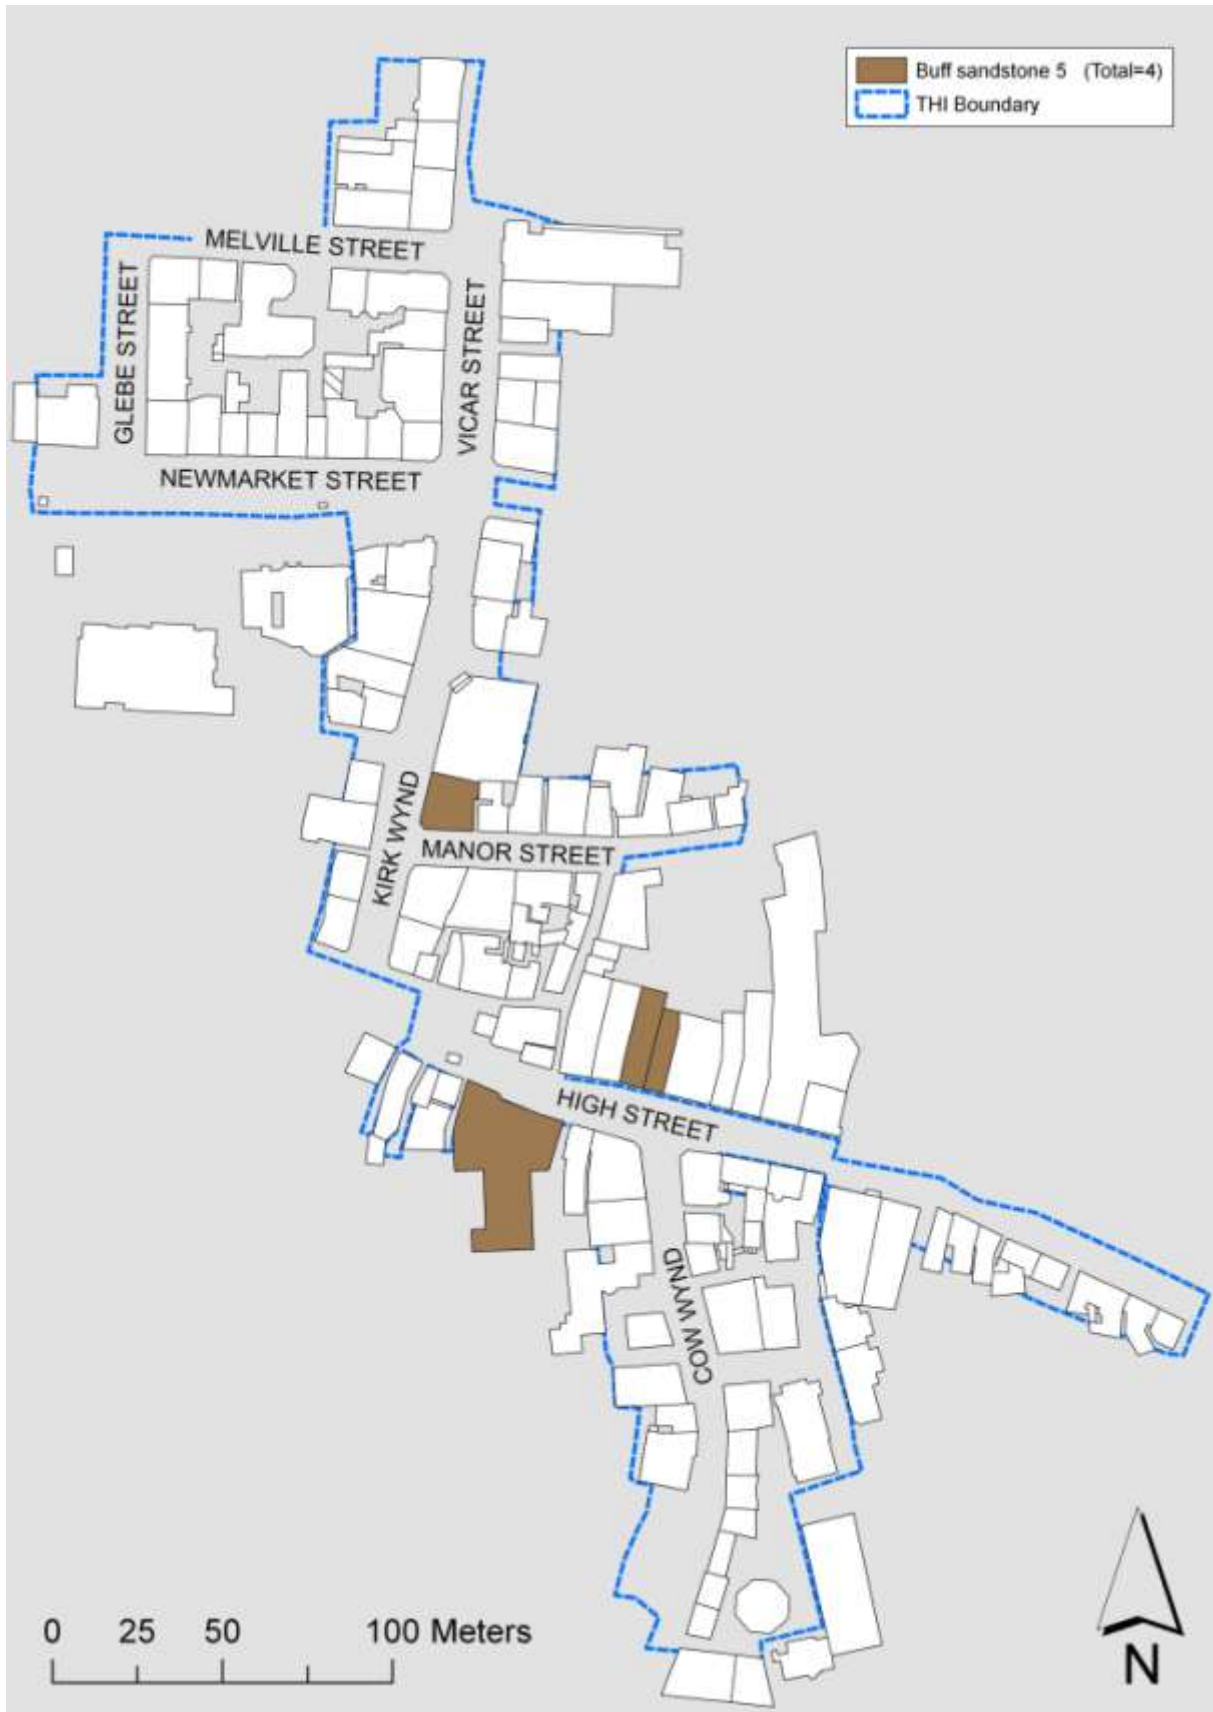 Buff sandstone 5 (Total=4)
THI Boundary
MELVILLE STREET
GLEBE STREET
VICAR STREET
NEWMARKET STREET
KIRK WYND
MANOR STREET
HIGH STREET
COW WYND
0 25 50 100 Meters
N